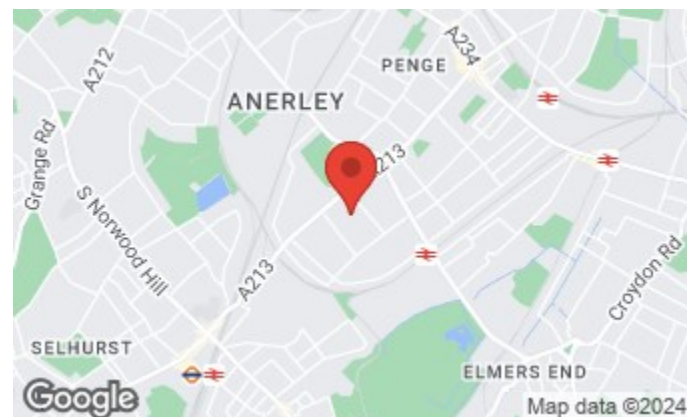 A212
A234
PENGE
ANERLEY
Grange Rd
A213
S Norwood Hill
A213
Croydon Rd
SELHURST
ELMERS END
Google
Map data ©2024